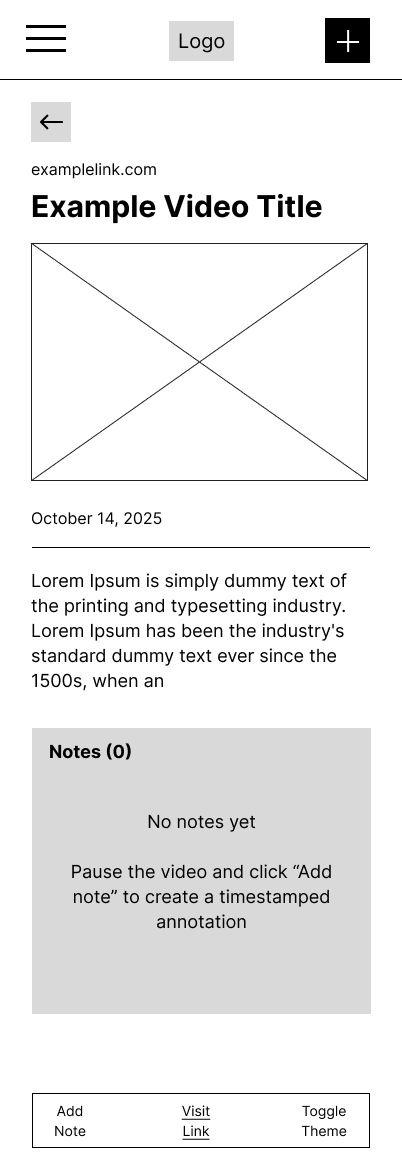 Logo
examplelink.com
Example Video Title
October 14, 2025
Lorem Ipsum is simply dummy text of
the printing and typesetting industry.
Lorem Ipsum has been the industry's
standard dummy text ever since the
1500s, when an
Notes (0)
No notes yet
Pause the video and click “Add
note” to create a timestamped
annotation
Add
Note
Visit
Link
Toggle
Theme